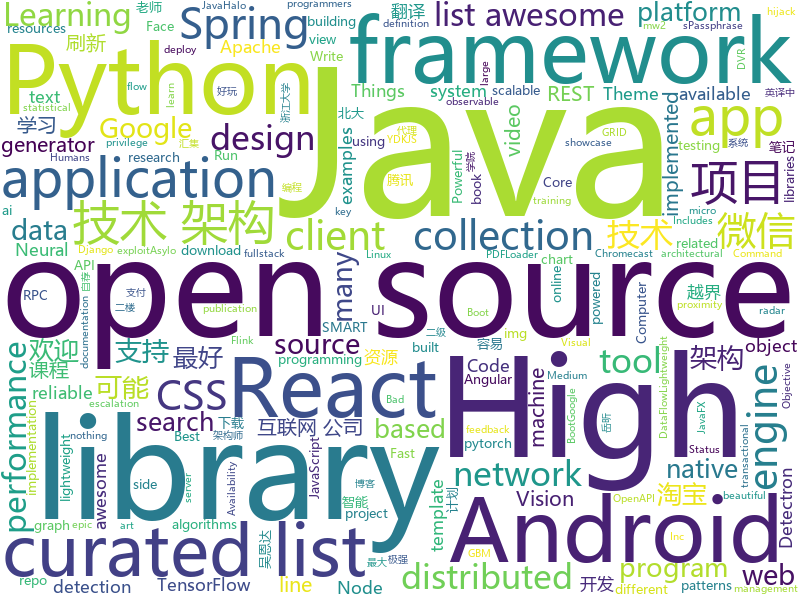 JavaHalo
programmers
definition
mw2
hijack
老师
building
Face
resources
Learning
Spring
Apache
翻译
view
Write
list awesome
platform
sPassphrase
DVR
large
刷新
deploy
flow
Things
system
scalable
REST
Theme
available
英译中
text
statistical
好玩
learn
observable
学习
Python
Java
framework
浙江大学
北大
video
implemented
Google
generator
privilege
汇集
design
代理
YDKJS
GRID
testing
showcase
app
Humans
research
Run
using
examples
Powerful
book
学院
Core
项目
笔记
libraries
application
编程
腾讯
training
micro
Includes
ai
技术 架构
key
client
collection
技术
微信
data
Neural
Django
exploitAsylo
Linux
fullstack
related
API
download
many
PDFLoader
chart
Chromecast
architectural
Command
open source
documentation
自停
RPC
二楼
支付
publication
UI
online
powered
Computer
越界
radar
Flink
SMART
img
Boot
proximity
performance
欢迎
支持
最好
source
built
容易
Visual
object
课程
可能
资源
programming
二级
Code
Angular
架构
tool
engine
reliable
CSS
React
machine
Medium
High
implementation
escalation
search
based
pytorch
Bad
feedback
BootGoogle
岳昕
DataFlowLightweight
JavaFX
Objective
Best
下载
互联网 公司
nothing
架构师
JavaScript
Fast
library
network
native
Status
transactional
lightweight
awesome
side
server
Availability
博客
智能
project
template
计划
Vision
淘宝
OpenAPI
beautiful
Detectron
graph
epic
art
algorithms
吴恩达
Android
repo
curated list
最大
极强
GBM
Inc
detection
TensorFlow
line
Node
distributed
开发
program
different
patterns
management
web